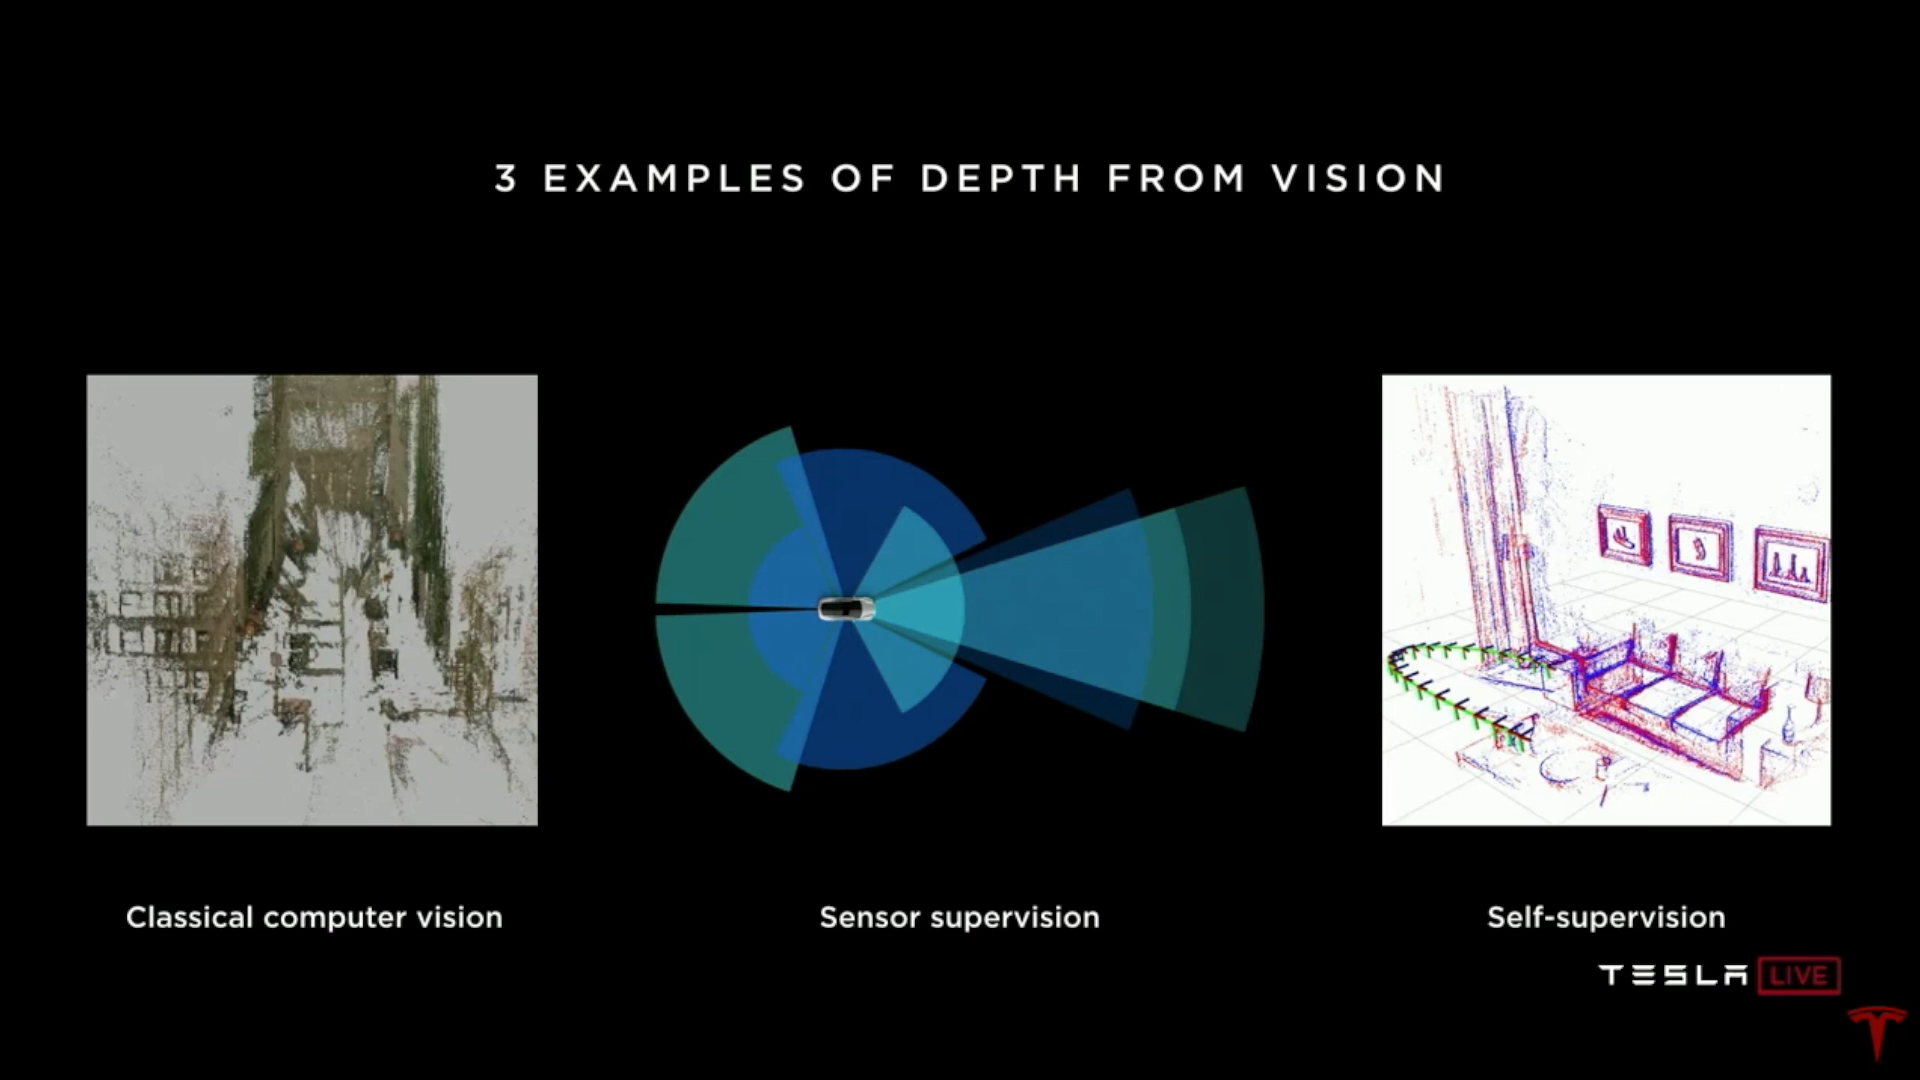 3 EXAMPLES OF DEPTH FROM VISION
Classical computer vision
Sensor supervision
Self-supervision
TESLA LIVE